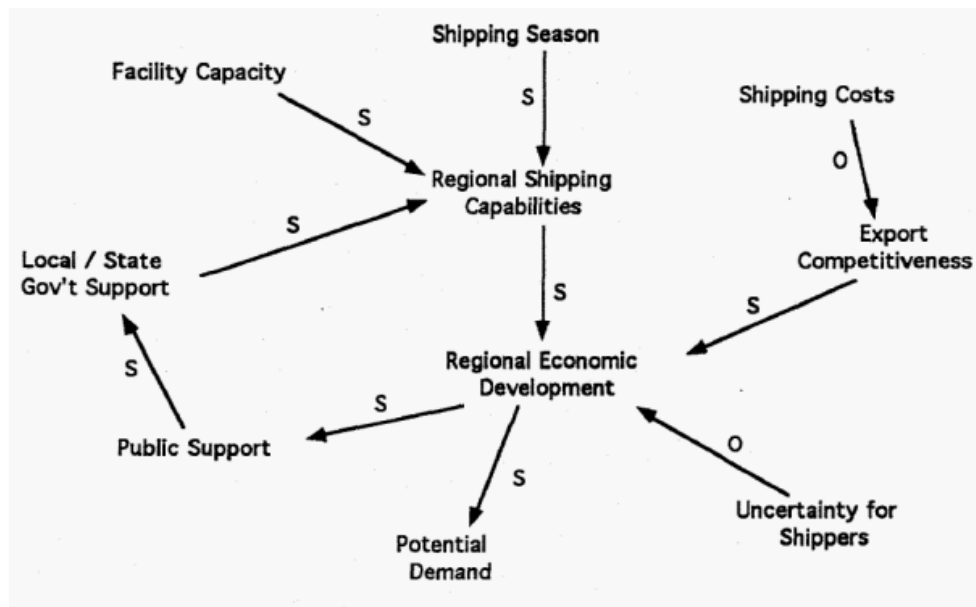 Shipping Season
Facility Capacity
Shipping Costs
S
S
O
Regional Shipping
Capabilities
S
Export
Competitiveness
Local / State
Gov't Support
S
S
Regional Economic
Development
S
S
O
Public Support
S
Uncertainty for
Shippers
Potential
Demand